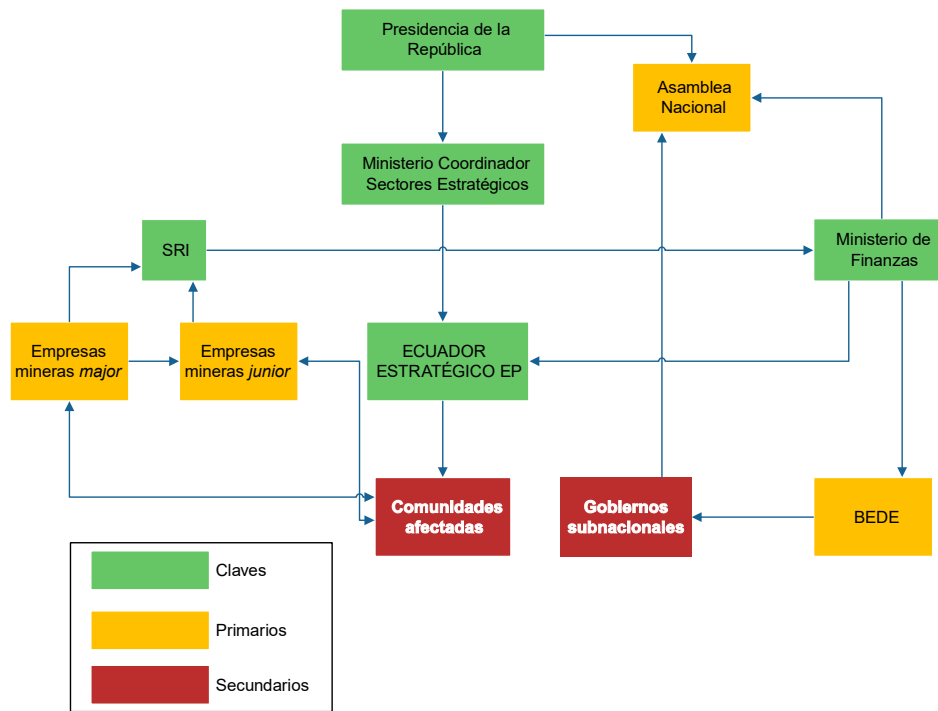 Presidencia de la
República
Asamblea
Nacional
Ministerio Coordinador
Sectores Estratégicos
SRI
Ministerio de
Finanzas
Empresas
mineras major
Empresas
mineras junior
ECUADOR
ESTRATÉGICO EP
Comunidades
afectadas
Gobiernos
subnacionales
BEDE
Claves
Primarios
Secundarios